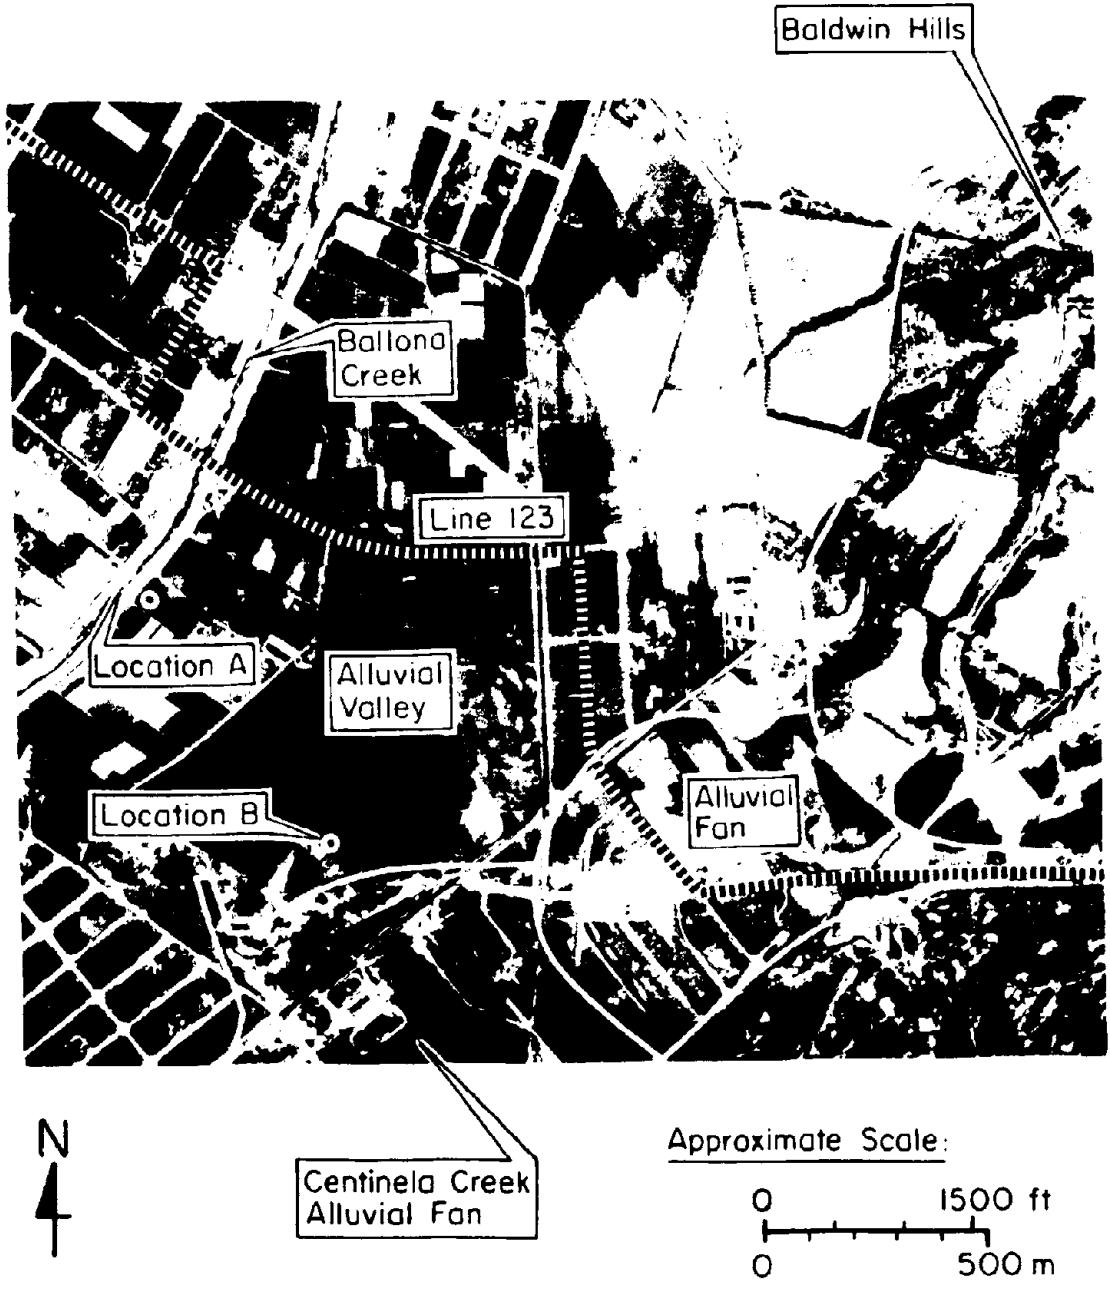 Baldwin Hills
Ballona
Creek
Line 123
Location A
Alluvial
Valley
Alluvial
Fan
Location B
Centinela Creek
Alluvial Fan
N
Approximate Scale:
0 1500 ft
0 500 m